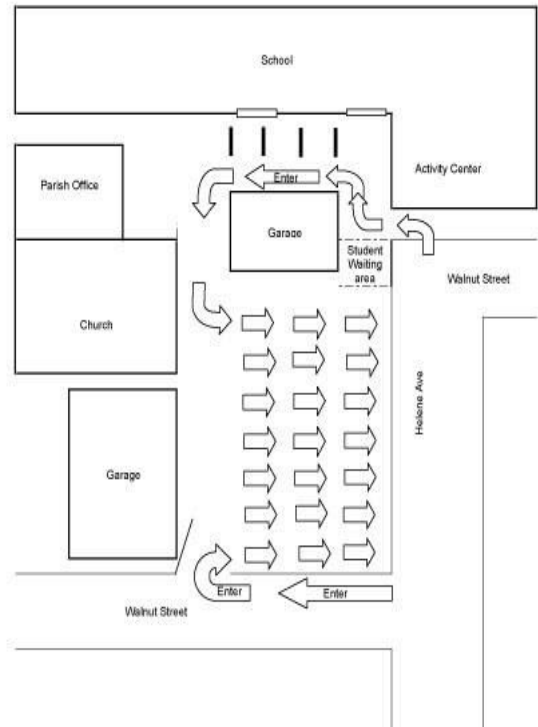 School
Activity Center
Parish Office
Enter
Garage
Student
Waiting
area
Walnut Street
Church
Helene Ave
Garage
Enter
Enter
Walnut Street